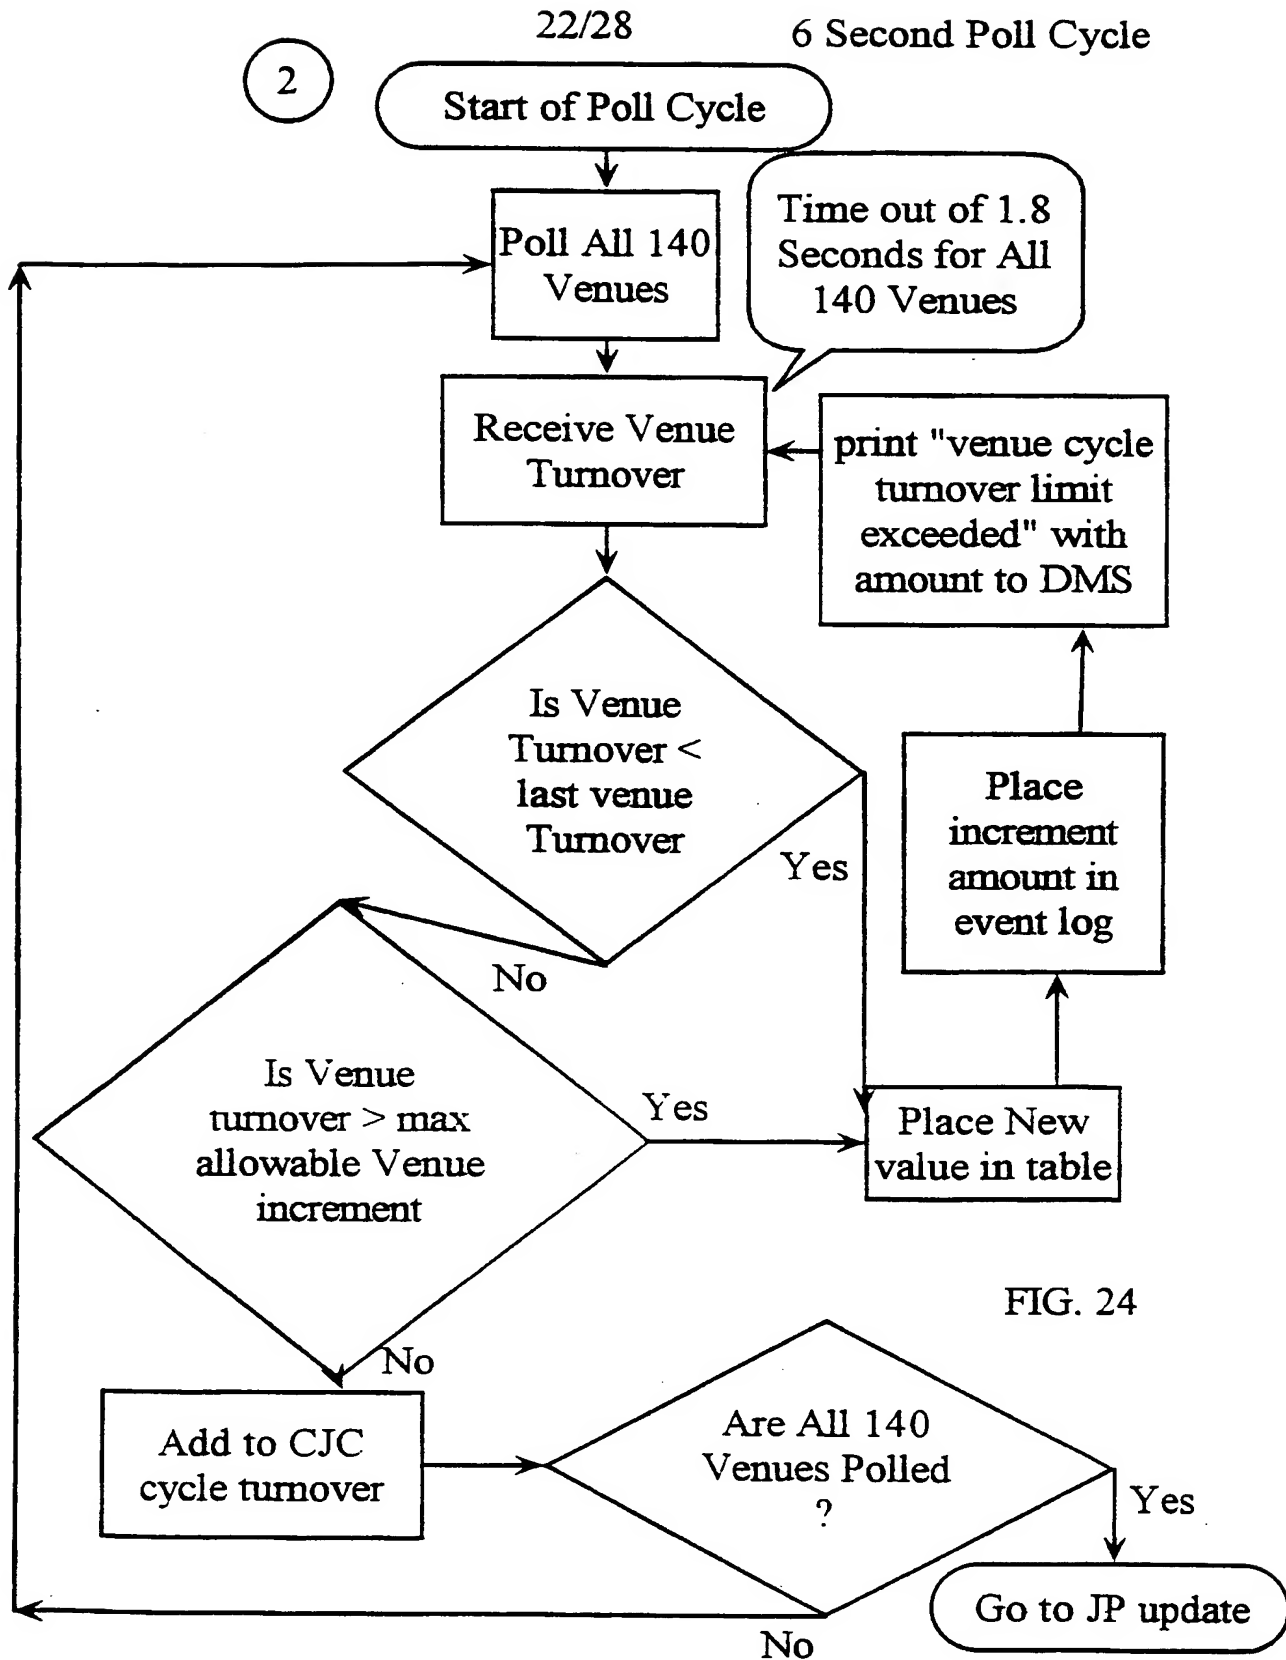 22/28
6 Second Poll Cycle
2
Start of Poll Cycle
Time out of 1.8
Seconds for All
140 Venues
Poll All 140
Venues
Receive Venue
Turnover
print "venue cycle
turnover limit
exceeded" with
amount to DMS
Is Venue
Turnover <
last venue
Turnover
Yes
Place
increment
amount in
event log
No
Is Venue
turnover > max
allowable Venue
increment
Yes
Place New
value in table
FIG. 24
No
Add to CJC
cycle turnover
Are All 140
Venues Polled
?
Yes
Go to JP update
No